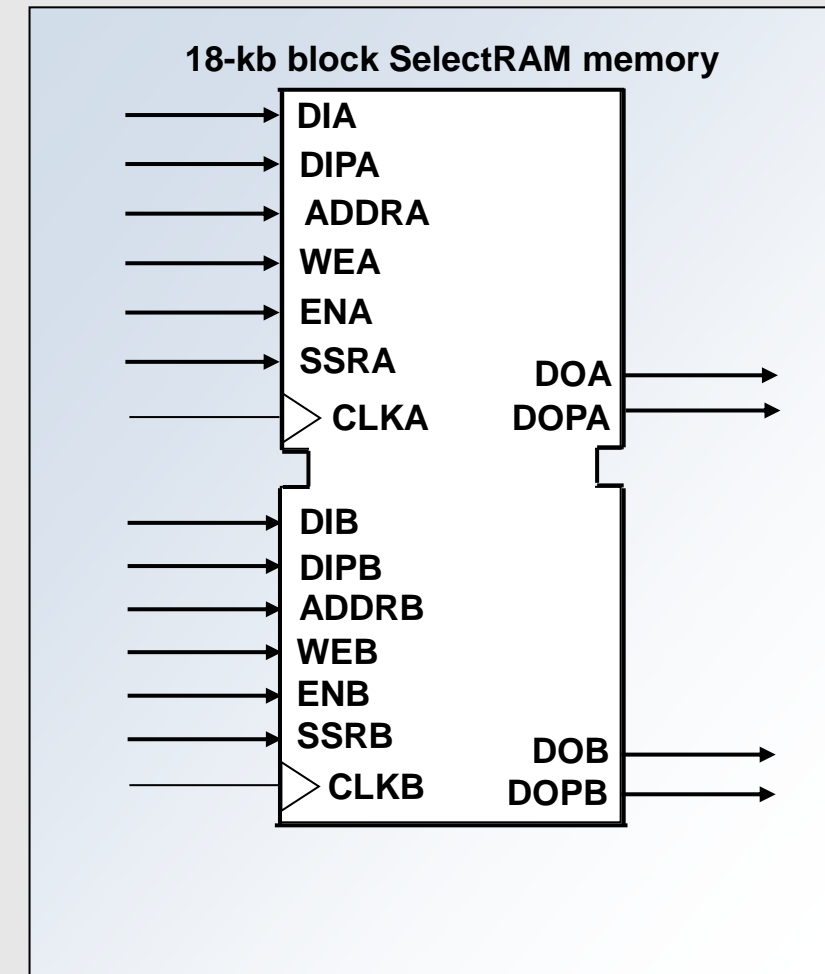 18-kb block SelectRAM memory
DIA
DIPA
ADDRA
WEA
ENA
SSRA
DOA
CLKA
DOPA
DIB
DIPB
ADDRB
WEB
ENB
SSRB
DOB
CLKB
DOPB